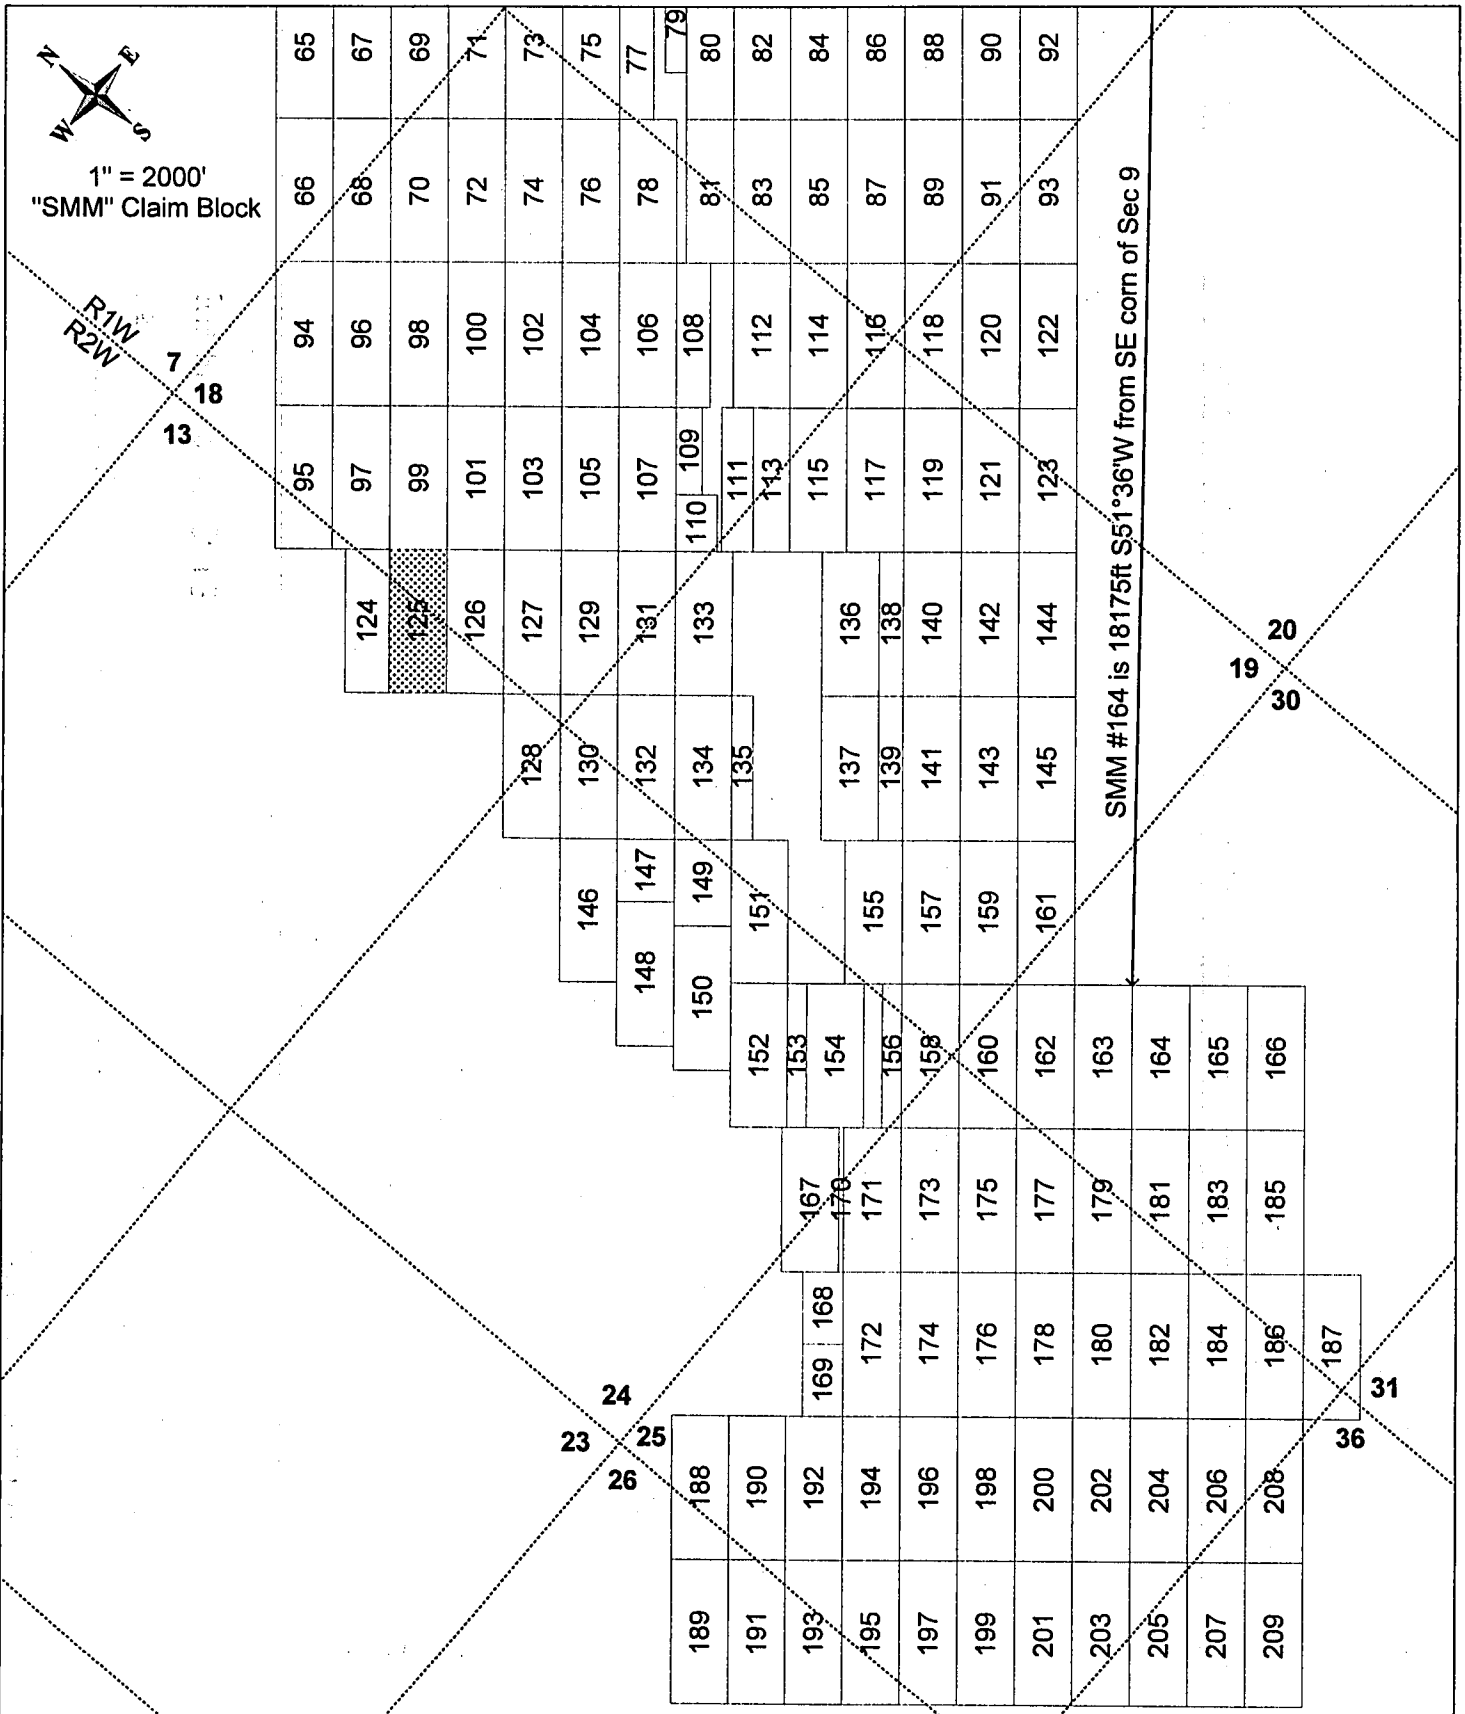 N E
W S
1" = 2000'
"SMM" Claim Block
R1W
R2W
7
18
13
65 67 69 71 73 75 77 79 80 82 84 86 88 90 92
66 68 70 72 74 76 78 81 83 85 87 89 91 93
94 96 98 100 102 104 106 108 112 114 116 118 120 122
95 97 99 101 103 105 107 109 110 111 113 115 117 119 121 123
124 125 126 127 129 131 133 136 138 140 142 144
128 130 132 134 135 137 139 141 143 145
146 147 148 149 150 151 155 157 159 161
152 153 154 156 158 160 162 163 164 165 166
167 170 171 173 175 177 179 181 183 185
168 169 172 174 176 178 180 182 184 186 187
188 190 192 194 196 198 200 202 204 206 208
189 191 193 195 197 199 201 203 205 207 209
SMM #164 is 18175ft S51°36'W from SE corn of Sec 9
20
19
30
24
23
25
26
31
36